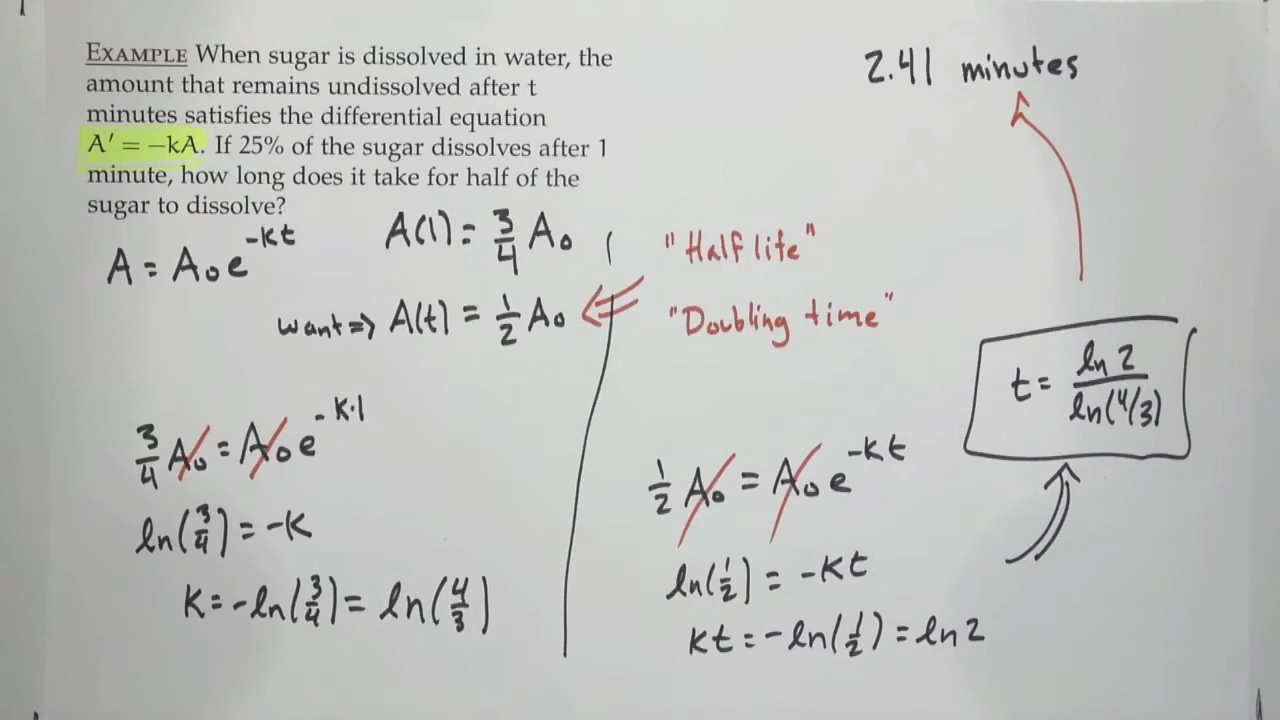 EXAMPLE When sugar is dissolved in water, the
amount that remains undissolved after t
minutes satisfies the differential equation
A′ = −kA. If 25% of the sugar dissolves after 1
minute, how long does it take for half of the
sugar to dissolve?
A = A₀e^(-kt)
A(1) = 3/4 A₀
want ⇒ A(t) = 1/2 A₀
"Half life"
"Doubling time"
3/4 A₀ = A₀e^(-k·1)
ln(3/4) = -k
k = -ln(3/4) = ln(4/3)
1/2 A₀ = A₀e^(-kt)
ln(1/2) = -kt
kt = -ln(1/2) = ln 2
t = ln 2 / ln(4/3)
2.41 minutes